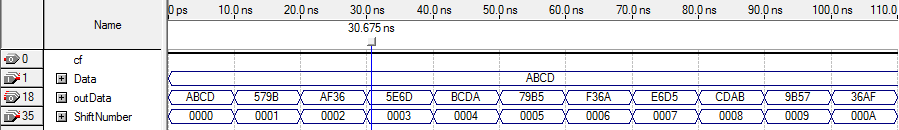 Name
0 ps 10.0 ns 20.0 ns 30.0 ns 40.0 ns 50.0 ns 60.0 ns 70.0 ns 80.0 ns 90.0 ns 100.0 ns 110.0
30.675 ns
0 cf
1 Data ABCD
18 outData ABCD 579B AF36 5E6D BCDA 79B5 F36A E6D5 CDAB 9B57 36AF
35 ShiftNumber 0000 0001 0002 0003 0004 0005 0006 0007 0008 0009 000A